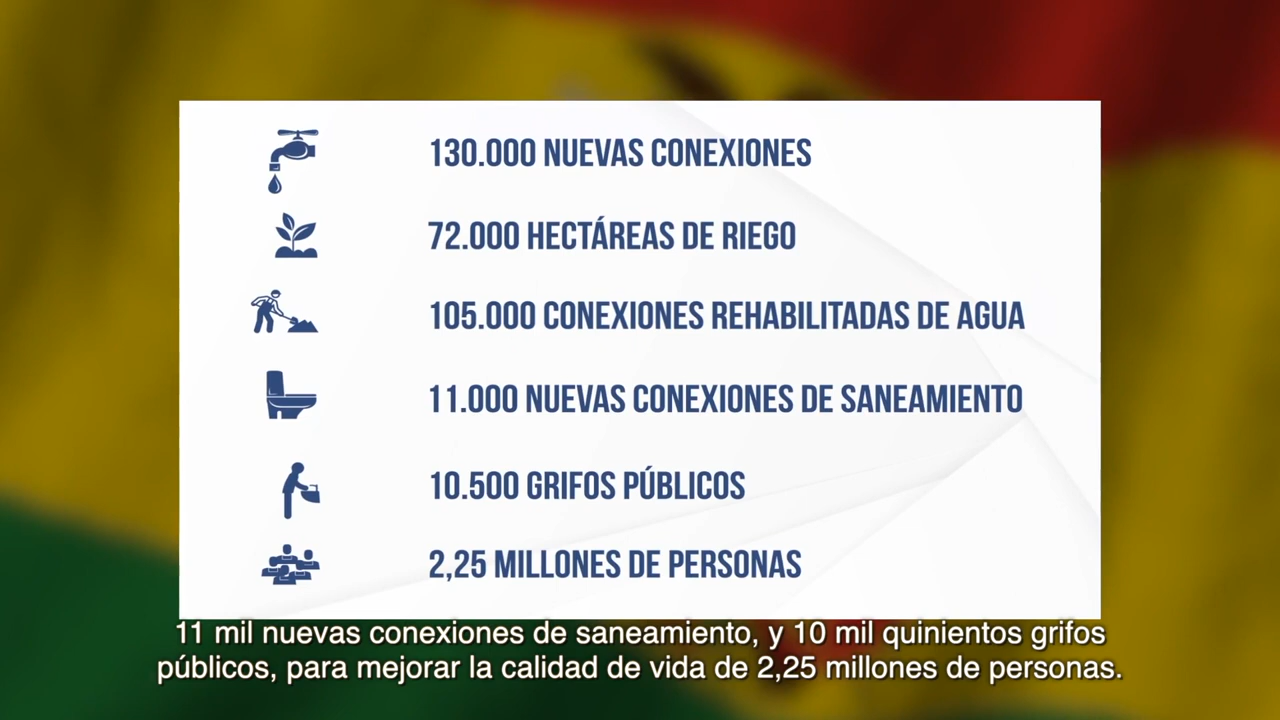 130.000 NUEVAS CONEXIONES
72.000 HECTÁREAS DE RIEGO
105.000 CONEXIONES REHABILITADAS DE AGUA
11.000 NUEVAS CONEXIONES DE SANEAMIENTO
10.500 GRIFOS PÚBLICOS
2,25 MILLONES DE PERSONAS
11 mil nuevas conexiones de saneamiento, y 10 mil quinientos grifos
públicos, para mejorar la calidad de vida de 2,25 millones de personas.